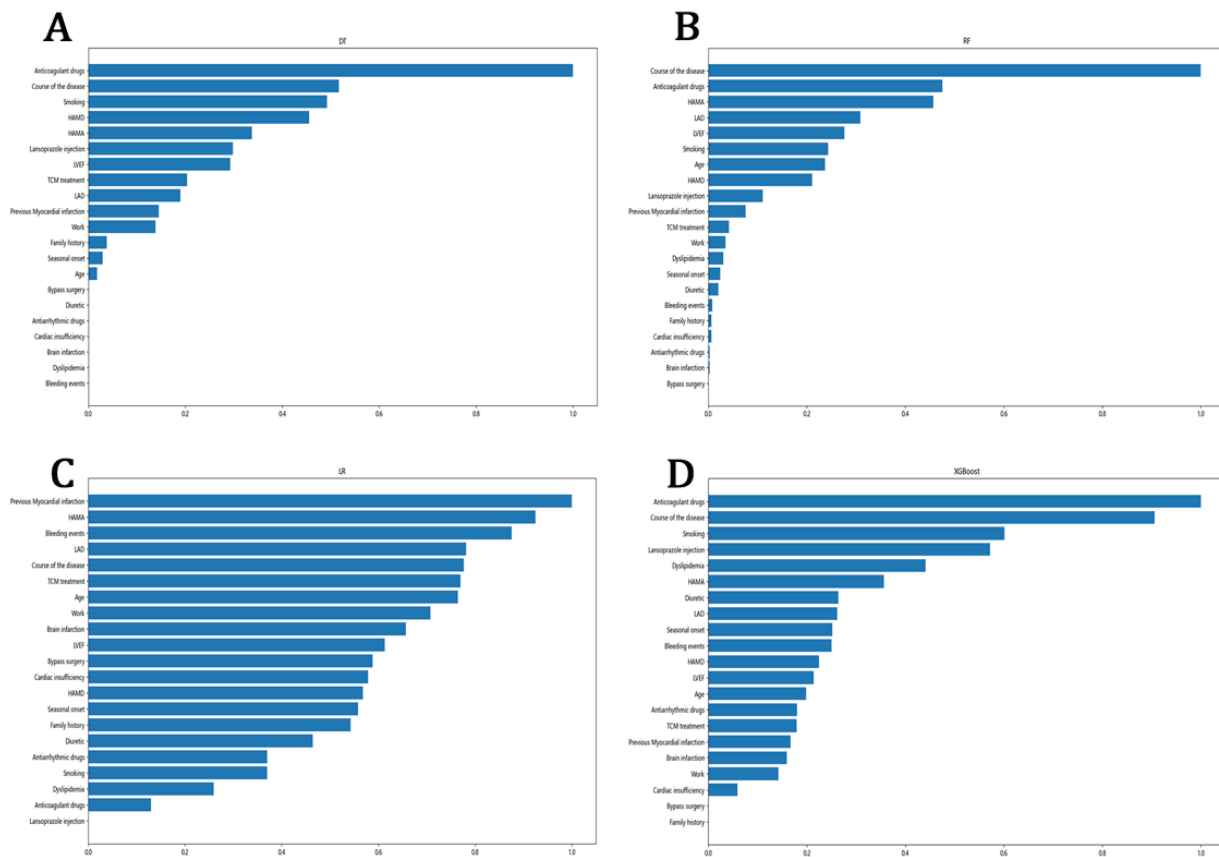 A
DT
Anticoagulant drugs
Course of the disease
Smoking
HAMD
HAMA
Lansoprazole injection
LVEF
TCM treatment
LAD
Previous Myocardial infarction
Work
Family history
Seasonal onset
Age
Bypass surgery
Diuretic
Antiarrhythmic drugs
Cardiac insufficiency
Brain infarction
Dyslipidemia
Bleeding events
0.0 0.2 0.4 0.6 0.8 1.0
B
RF
Course of the disease
Anticoagulant drugs
HAMA
LAD
LVEF
Smoking
Age
HAMD
Lansoprazole injection
Previous Myocardial infarction
TCM treatment
Work
Dyslipidemia
Seasonal onset
Diuretic
Bleeding events
Family history
Cardiac insufficiency
Antiarrhythmic drugs
Brain infarction
Bypass surgery
0.0 0.2 0.4 0.6 0.8 1.0
C
LR
Previous Myocardial infarction
HAMA
Bleeding events
LAD
Course of the disease
TCM treatment
Age
Work
Brain infarction
LVEF
Bypass surgery
Cardiac insufficiency
HAMD
Seasonal onset
Family history
Diuretic
Antiarrhythmic drugs
Smoking
Dyslipidemia
Anticoagulant drugs
Lansoprazole injection
0.0 0.2 0.4 0.6 0.8 1.0
D
XGBoost
Anticoagulant drugs
Course of the disease
Smoking
Lansoprazole injection
Dyslipidemia
HAMA
Diuretic
LAD
Seasonal onset
Bleeding events
HAMD
LVEF
Age
Antiarrhythmic drugs
TCM treatment
Previous Myocardial infarction
Brain infarction
Work
Cardiac insufficiency
Bypass surgery
Family history
0.0 0.2 0.4 0.6 0.8 1.0